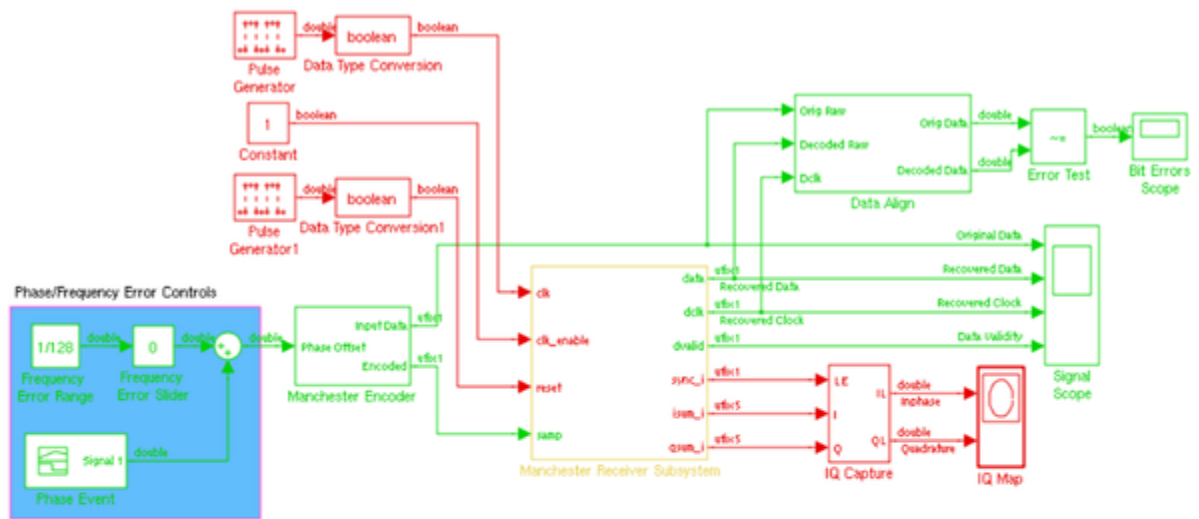 double
boolean
boolean
Pulse
Generator
Data Type Conversion
1
boolean
Constant
double
boolean
boolean
Pulse
Generator1
Data Type Conversion1
Orig Raw
Decoded Raw
Dclk
Orig Data
Decoded Data
Data Align
double
double
~=
Error Test
boolean
Bit Errors
Scope
Original Data
Recovered Data
Recovered Clock
Data Validity
Signal
Scope
Phase/Frequency Error Controls
1/128
double
0
double
double
Frequency
Error Range
Frequency
Error Slider
Signal 1
double
Phase Event
Phase Offset
Input Data
Encoded
ufix1
ufix1
Manchester Encoder
clk
clk_enable
reset
samp
data
dclk
dvalid
sync_i
isum_i
qsum_i
Manchester Receiver Subsystem
ufix1
Recovered Data
ufix1
Recovered Clock
ufix1
ufix1
ufix5
ufix5
LE
I
Q
IL
QL
IQ Capture
double
Inphase
double
Quadrature
IQ Map